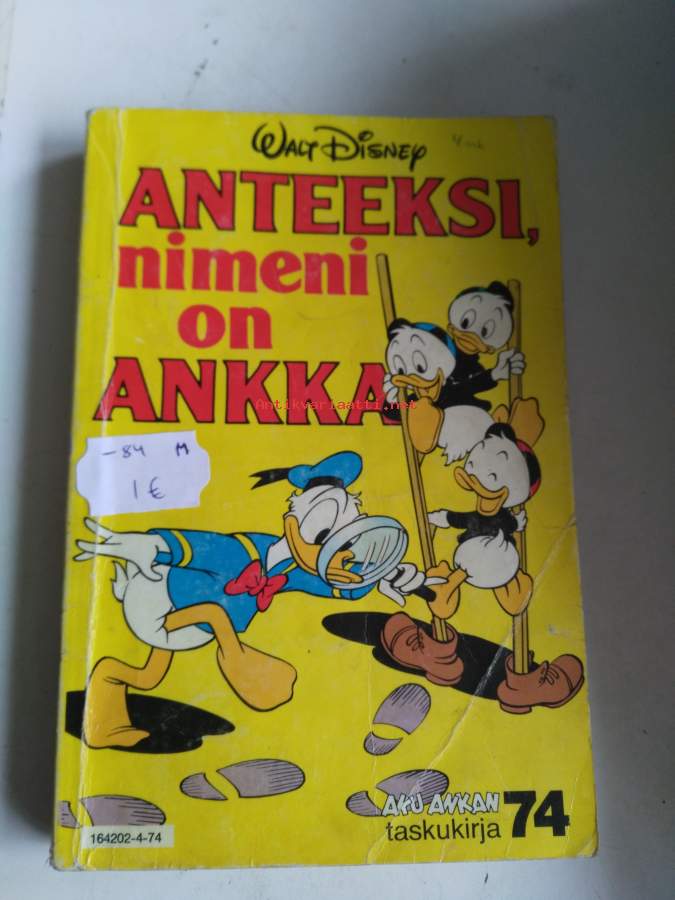 WALT DISNEY
ANTEEKSI,
nimeni
on
ANKKA
Antikvariaatti.net
-84 M
1 €
AKU ANKAN
taskukirja 74
164202-4-74